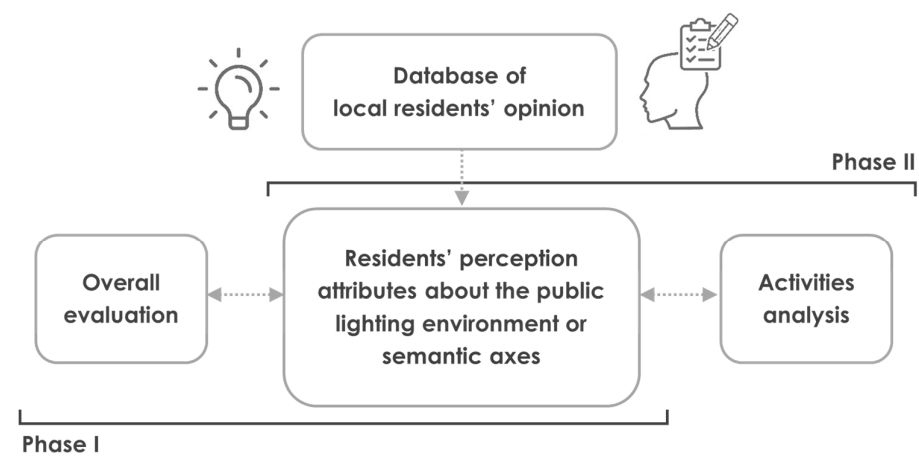 Database of
local residents' opinion
Phase II
Overall
evaluation
Residents' perception
attributes about the public
lighting environment or
semantic axes
Activities
analysis
Phase I